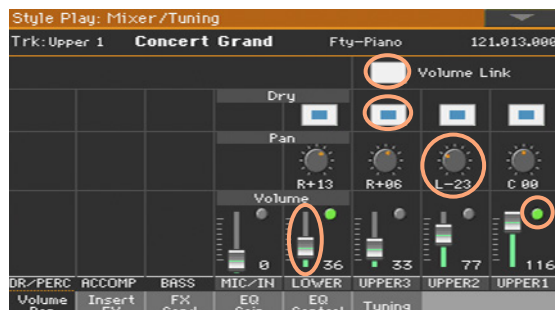 Style Play: Mixer/Tuning
Trk:Upper 1 Concert Grand Fty-Piano 121.013.000
Volume Link
Dry
Pan
R+13 R+06 L-23 C 00
Volume
0 36 33 77 116
DR/PERC ACCOMP BASS MIC/IN LOWER UPPER3 UPPER2 UPPER1
Volume Insert FX EQ EQ Tuning